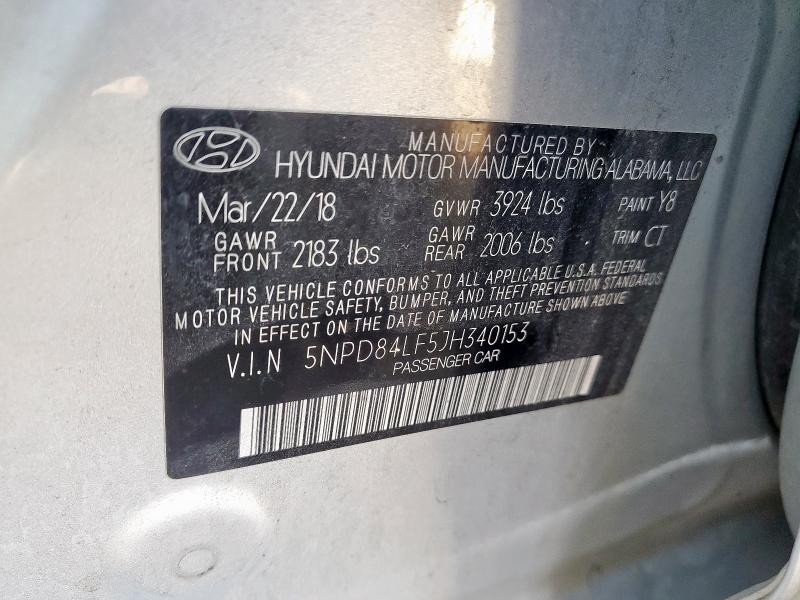 MANUFACTURED BY
HYUNDAI MOTOR MANUFACTURING ALABAMA, LLC
Mar/22/18 GVWR 3924 lbs PAINT Y8
GAWR FRONT 2183 lbs GAWR REAR 2006 lbs TRIM CT
THIS VEHICLE CONFORMS TO ALL APPLICABLE U.S.A. FEDERAL
MOTOR VEHICLE SAFETY, BUMPER, AND THEFT PREVENTION STANDARDS
IN EFFECT ON THE DATE OF MANUFACTURE SHOWN ABOVE
V.I.N 5NPD84LF5JH340153
PASSENGER CAR